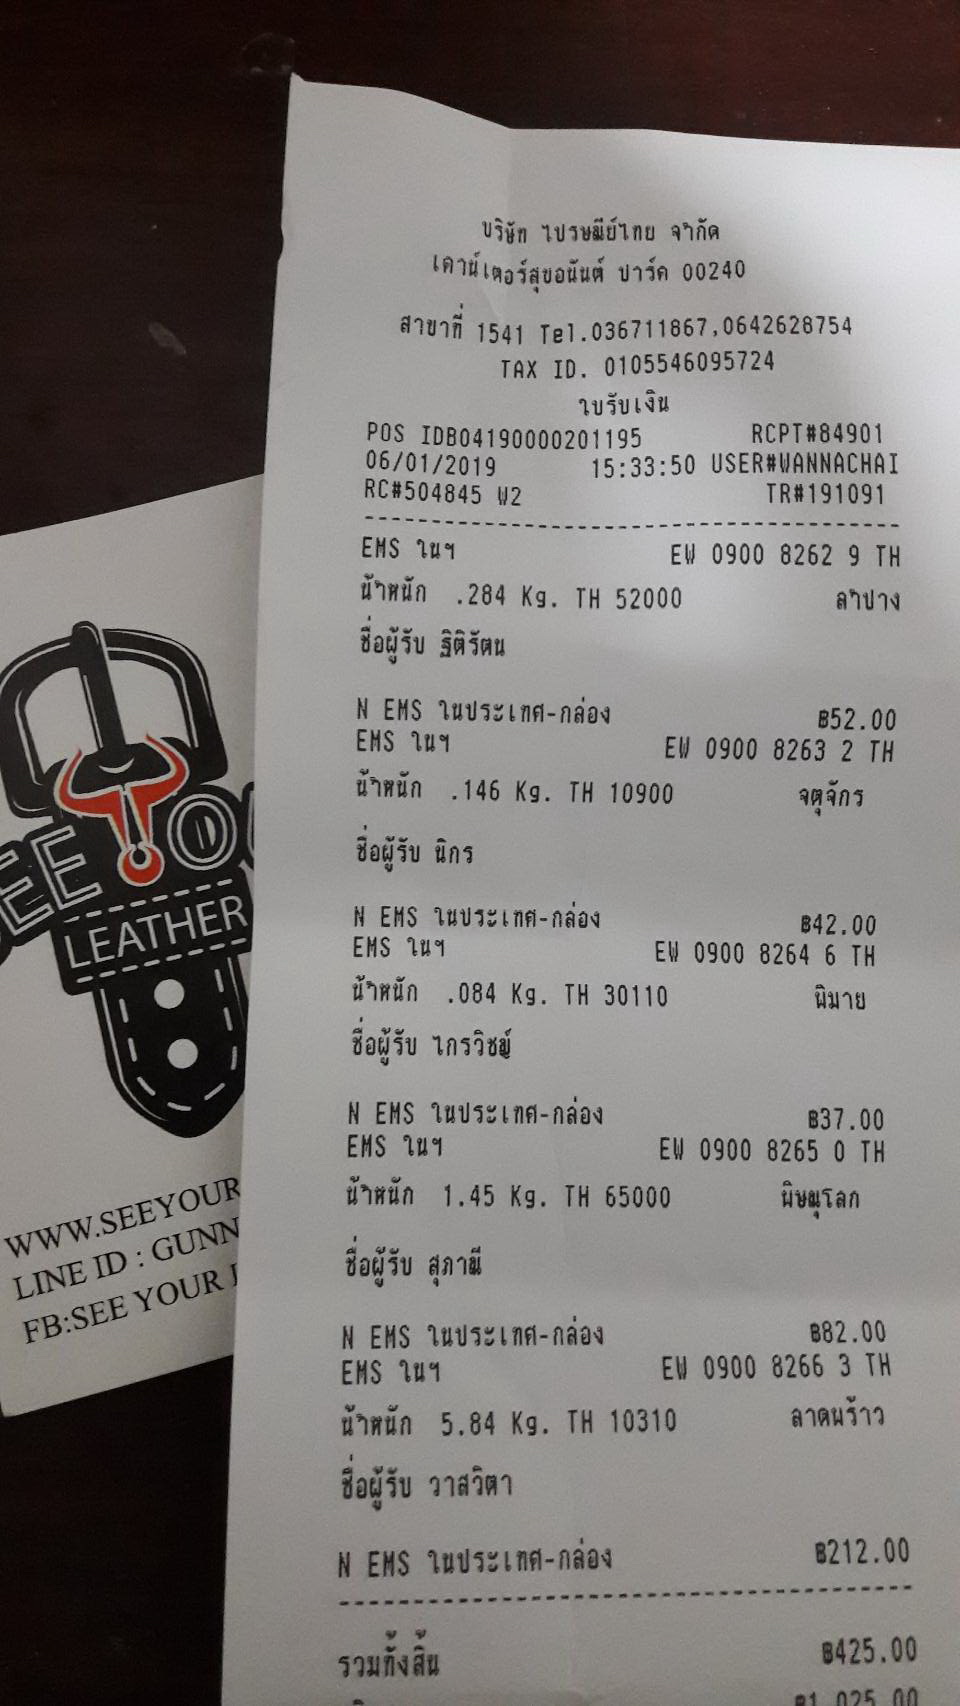 บริษัท ไปรษณีย์ไทย จำกัด
เคาน์เตอร์สุขอนันต์ ปาร์ค 00240
สาขาที่ 1541 Tel.036711867,0642628754
TAX ID. 0105546095724
ใบรับเงิน
POS IDB04190000201195 RCPT#84901
06/01/2019 15:33:50 USER#WANNACHAI
RC#504845 W2 TR#191091
EMS ในฯ EW 0900 8262 9 TH
น้ำหนัก .284 Kg. TH 52000 ลำปาง
ชื่อผู้รับ ฐิติรัตน
N EMS ในประเทศ-กล่อง ฿52.00
EMS ในฯ EW 0900 8263 2 TH
น้ำหนัก .146 Kg. TH 10900 จตุจักร
ชื่อผู้รับ นิกร
N EMS ในประเทศ-กล่อง ฿42.00
EMS ในฯ EW 0900 8264 6 TH
น้ำหนัก .084 Kg. TH 30110 พิมาย
ชื่อผู้รับ ไกรวิชญ์
N EMS ในประเทศ-กล่อง ฿37.00
EMS ในฯ EW 0900 8265 0 TH
น้ำหนัก 1.45 Kg. TH 65000 พิษณุโลก
ชื่อผู้รับ สุภาณี
N EMS ในประเทศ-กล่อง ฿82.00
EMS ในฯ EW 0900 8266 3 TH
น้ำหนัก 5.84 Kg. TH 10310 ลาดพร้าว
ชื่อผู้รับ วาสวิตา
N EMS ในประเทศ-กล่อง ฿212.00
รวมทั้งสิ้น ฿425.00
฿1,025.00
LEATHER
WWW.SEEYOUR
LINE ID : GUNN
FB:SEE YOUR